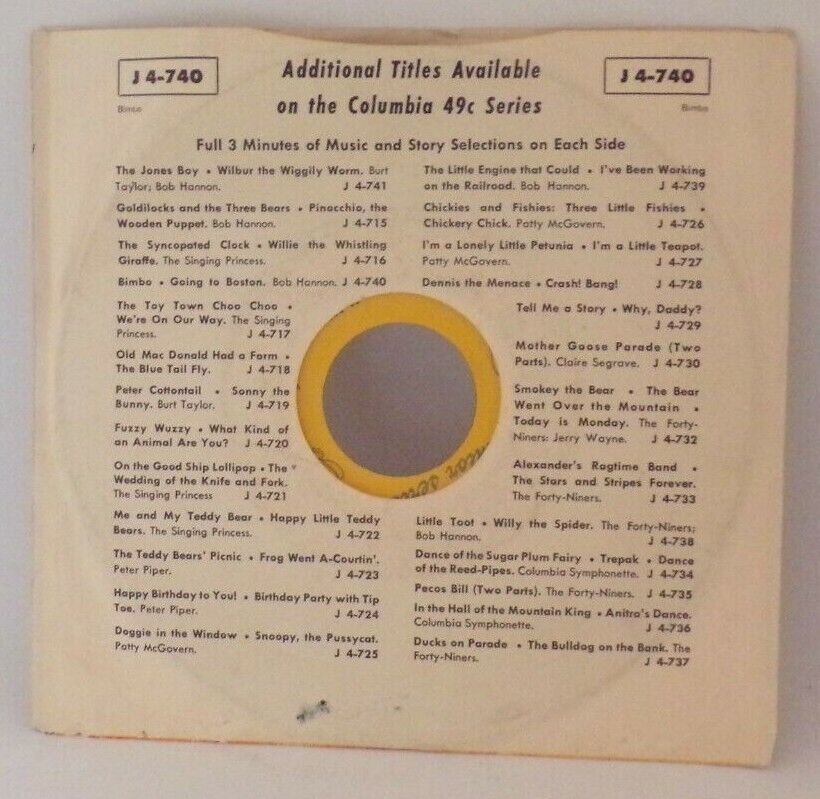 J 4-740
Bimbo
Additional Titles Available
on the Columbia 49c Series
J 4-740
Bimbo
Full 3 Minutes of Music and Story Selections on Each Side
The Jones Boy • Wilbur the Wiggily Worm. Burt
Taylor; Bob Hannon. J 4-741
Goldilocks and the Three Bears • Pinocchio, the
Wooden Puppet. Bob Hannon. J 4-715
The Syncopated Clock • Willie the Whistling
Giraffe. The Singing Princess. J 4-716
Bimbo • Going to Boston. Bob Hannon. J 4-740
The Toy Town Choo Choo •
We're On Our Way. The Singing
Princess. J 4-717
Old Mac Donald Had a Farm •
The Blue Tail Fly. J 4-718
Peter Cottontail • Sonny the
Bunny. Burt Taylor. J 4-719
Fuzzy Wuzzy • What Kind of
an Animal Are You? J 4-720
On the Good Ship Lollipop • The
Wedding of the Knife and Fork.
The Singing Princess J 4-721
Me and My Teddy Bear • Happy Little Teddy
Bears. The Singing Princess. J 4-722
The Teddy Bears' Picnic • Frog Went A-Courtin'.
Peter Piper. J 4-723
Happy Birthday to You! • Birthday Party with Tip
Toe. Peter Piper. J 4-724
Doggie in the Window • Snoopy, the Pussycat.
Patty McGovern. J 4-725
The Little Engine that Could • I've Been Working
on the Railroad. Bob Hannon. J 4-739
Chickies and Fishies: Three Little Fishies •
Chickery Chick. Patty McGovern. J 4-726
I'm a Lonely Little Petunia • I'm a Little Teapot.
Patty McGovern. J 4-727
Dennis the Menace • Crash! Bang! J 4-728
Tell Me a Story • Why, Daddy?
J 4-729
Mother Goose Parade (Two
Parts). Claire Segrave. J 4-730
Smokey the Bear • The Bear
Went Over the Mountain •
Today is Monday. The Forty-
Niners: Jerry Wayne. J 4-732
Alexander's Ragtime Band •
The Stars and Stripes Forever.
The Forty-Niners. J 4-733
Little Toot • Willy the Spider. The Forty-Niners;
Bob Hannon. J 4-738
Dance of the Sugar Plum Fairy • Trepak • Dance
of the Reed-Pipes. Columbia Symphonette. J 4-734
Pecos Bill (Two Parts). The Forty-Niners. J 4-735
In the Hall of the Mountain King • Anitra's Dance.
Columbia Symphonette. J 4-736
Ducks on Parade • The Bulldog on the Bank. The
Forty-Niners. J 4-737